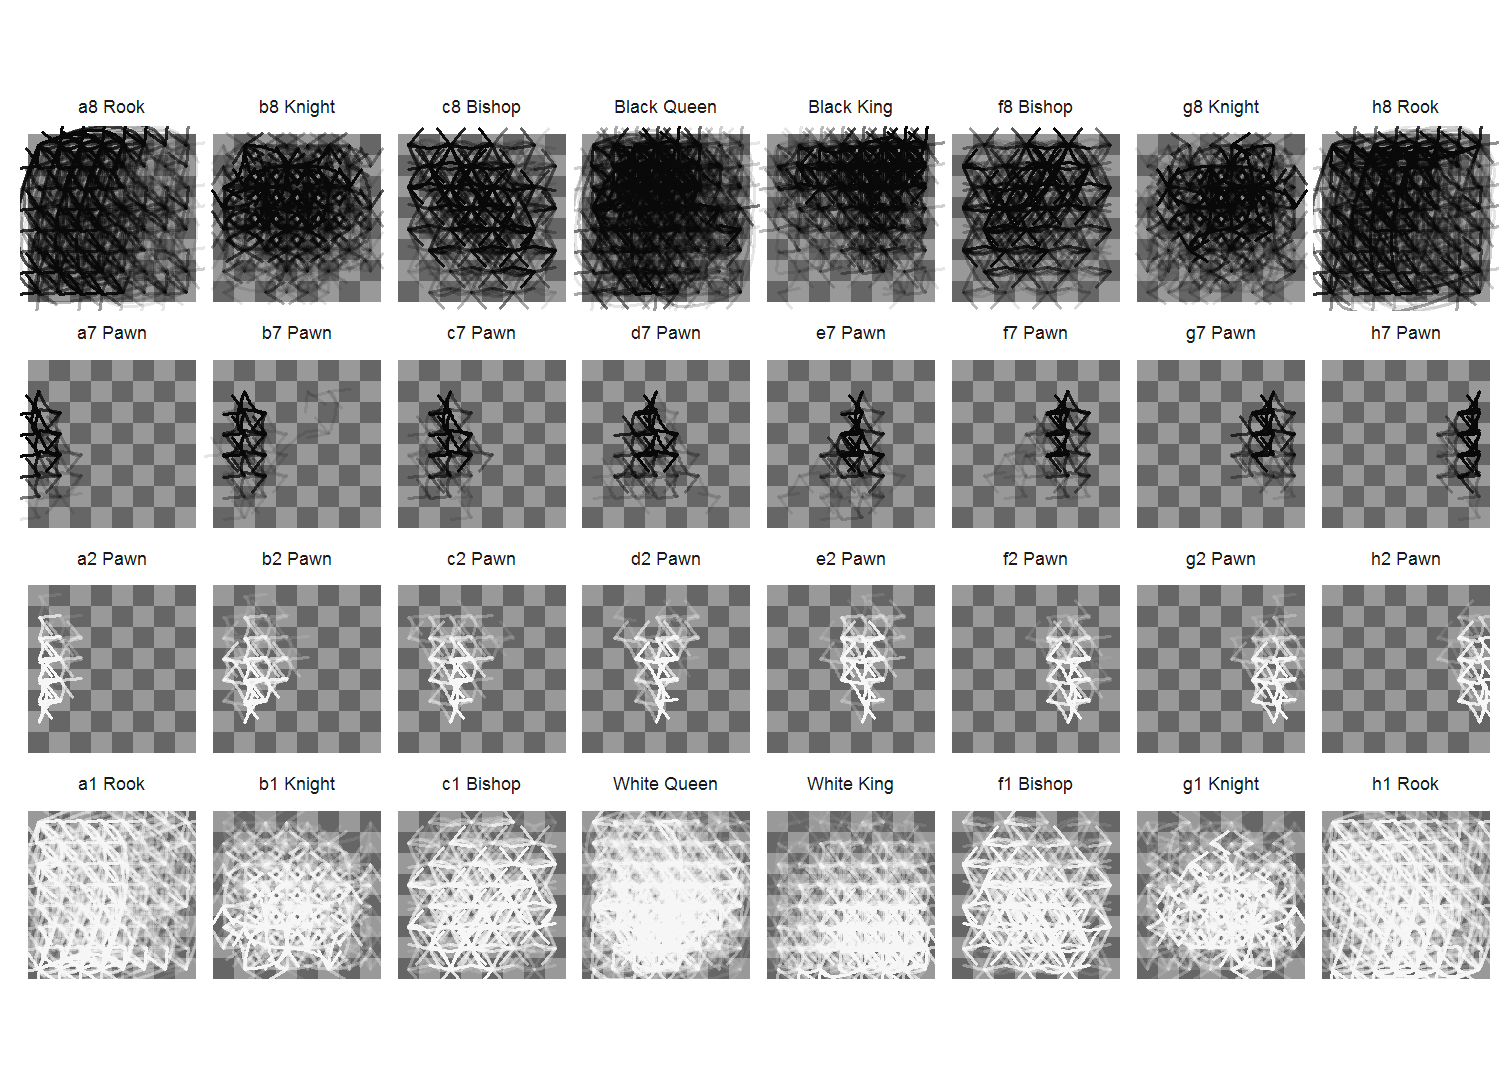 a8 Rook b8 Knight c8 Bishop Black Queen Black King f8 Bishop g8 Knight h8 Rook
a7 Pawn b7 Pawn c7 Pawn d7 Pawn e7 Pawn f7 Pawn g7 Pawn h7 Pawn
a2 Pawn b2 Pawn c2 Pawn d2 Pawn e2 Pawn f2 Pawn g2 Pawn h2 Pawn
a1 Rook b1 Knight c1 Bishop White Queen White King f1 Bishop g1 Knight h1 Rook